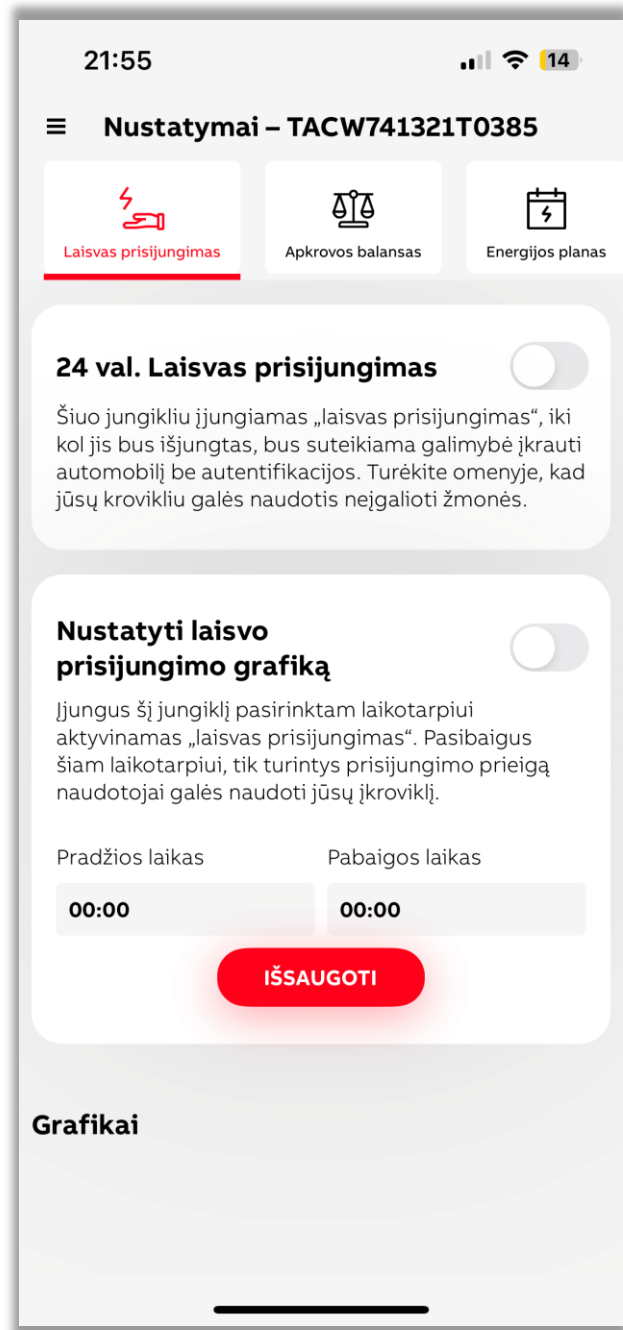 21:55
14
Nustatymai – TACW741321T0385
Laisvas prisijungimas
Apkrovos balansas
Energijos planas
24 val. Laisvas prisijungimas
Šiuo jungikliu įjungiamas „laisvas prisijungimas“, iki
kol jis bus išjungtas, bus suteikiama galimybė įkrauti
automobilį be autentifikacijos. Turėkite omenyje, kad
jūsų krovikliu galės naudotis neįgalioti žmonės.
Nustatyti laisvo
prisijungimo grafiką
Įjungus šį jungiklį pasirinktam laikotarpiui
aktyvinamas „laisvas prisijungimas“. Pasibaigus
šiam laikotarpiui, tik turintys prisijungimo prieigą
naudotojai galės naudoti jūsų įkroviklį.
Pradžios laikas
Pabaigos laikas
00:00
00:00
IŠSAUGOTI
Grafikai